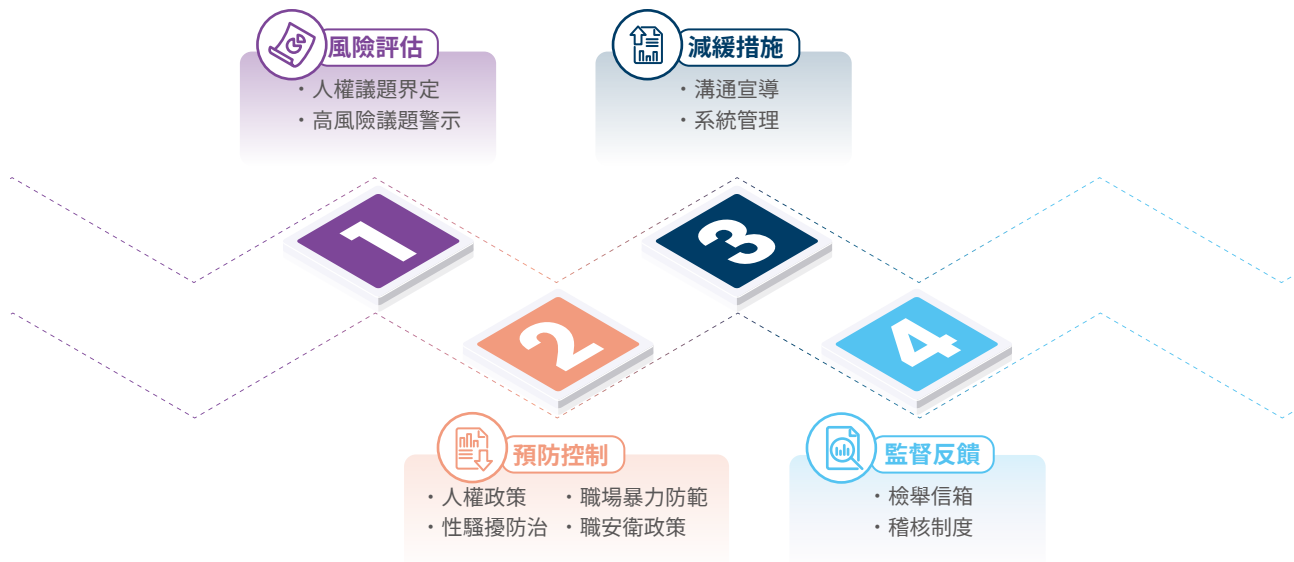 風險評估
・人權議題界定
・高風險議題警示
減緩措施
・溝通宣導
・系統管理
1
3
2
4
預防控制
・人權政策 ・職場暴力防範
・性騷擾防治 ・職安衛政策
監督反饋
・檢舉信箱
・稽核制度